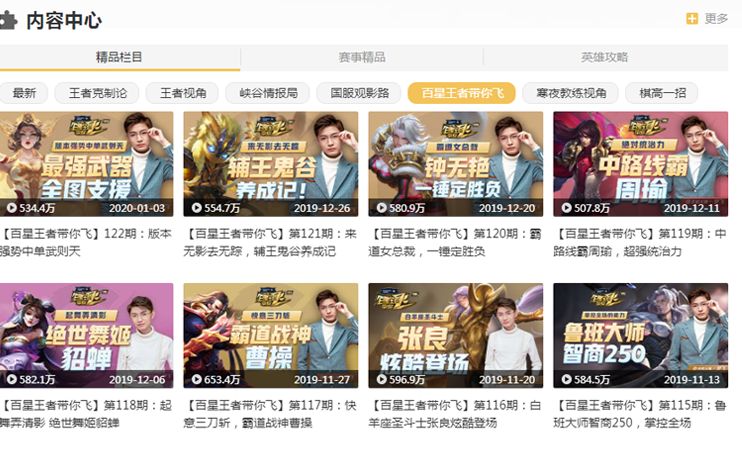 内容中心
更多
精品栏目
赛事精品
英雄攻略
最新
王者克制论
王者视角
峡谷情报局
国服观影路
百星王者带你飞
寒夜教练视角
棋高一招
版本强势中单武则天
最强武器
全图支援
534.4万
2020-01-03
来无影去无踪
辅王鬼谷
养成记!
554.7万
2019-12-26
霸道女总裁
钟无艳
一锤定胜负
580.9万
2019-12-20
绝对统治力
中路线霸
周瑜
507.8万
2019-12-11
【百星王者带你飞】122期：版本
强势中单武则天
【百星王者带你飞】第121期：来
无影去无踪，辅王鬼谷养成记
【百星王者带你飞】第120期：霸
道女总裁，一锤定胜负
【百星王者带你飞】第119期：中
路线霸周瑜，超强统治力
起舞弄清影
绝世舞姬
貂蝉
582.1万
2019-12-06
快意三刀斩
霸道战神
曹操
653.4万
2019-11-27
白羊座圣斗士
张良
炫酷登场
596.9万
2019-11-20
鲁班大师
智商250
584.5万
2019-11-13
【百星王者带你飞】第118期：起
舞弄清影 绝世舞姬貂蝉
【百星王者带你飞】第117期：快
意三刀斩，霸道战神曹操
【百星王者带你飞】第116期：白
羊座圣斗士张良炫酷登场
【百星王者带你飞】第115期：鲁
班大师智商250，掌控全场